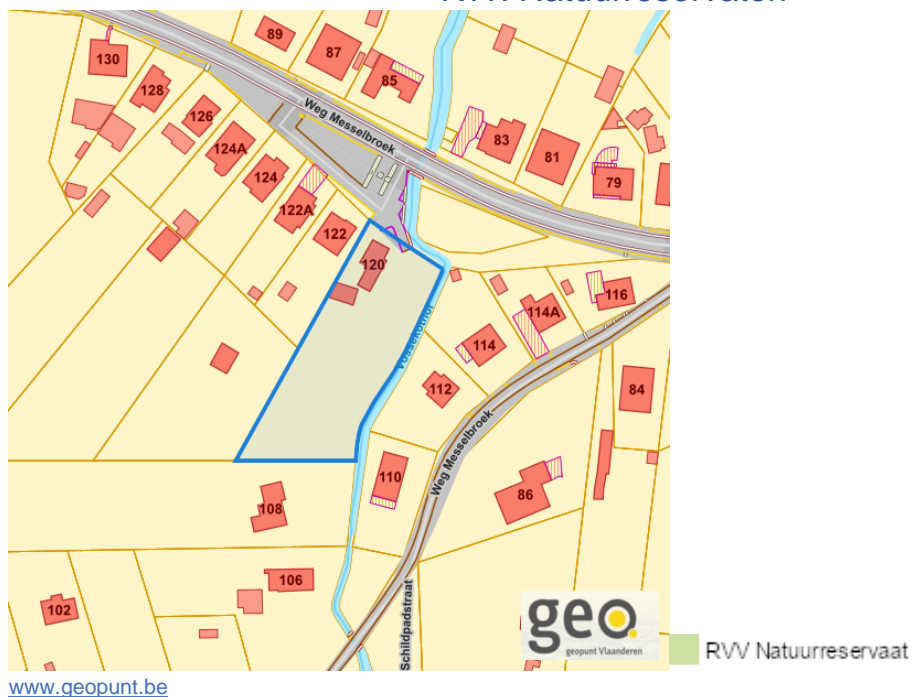 89
87
130
85
128
Weg Messelbroek
126
83
124A
81
124
79
122A
122
120
116
114A
114
112
84
Weg Messelbroek
110
86
108
106
102
Schildpadstraat
geo
geopunt Vlaanderen
RVV Natuurreservaat
www.geopunt.be